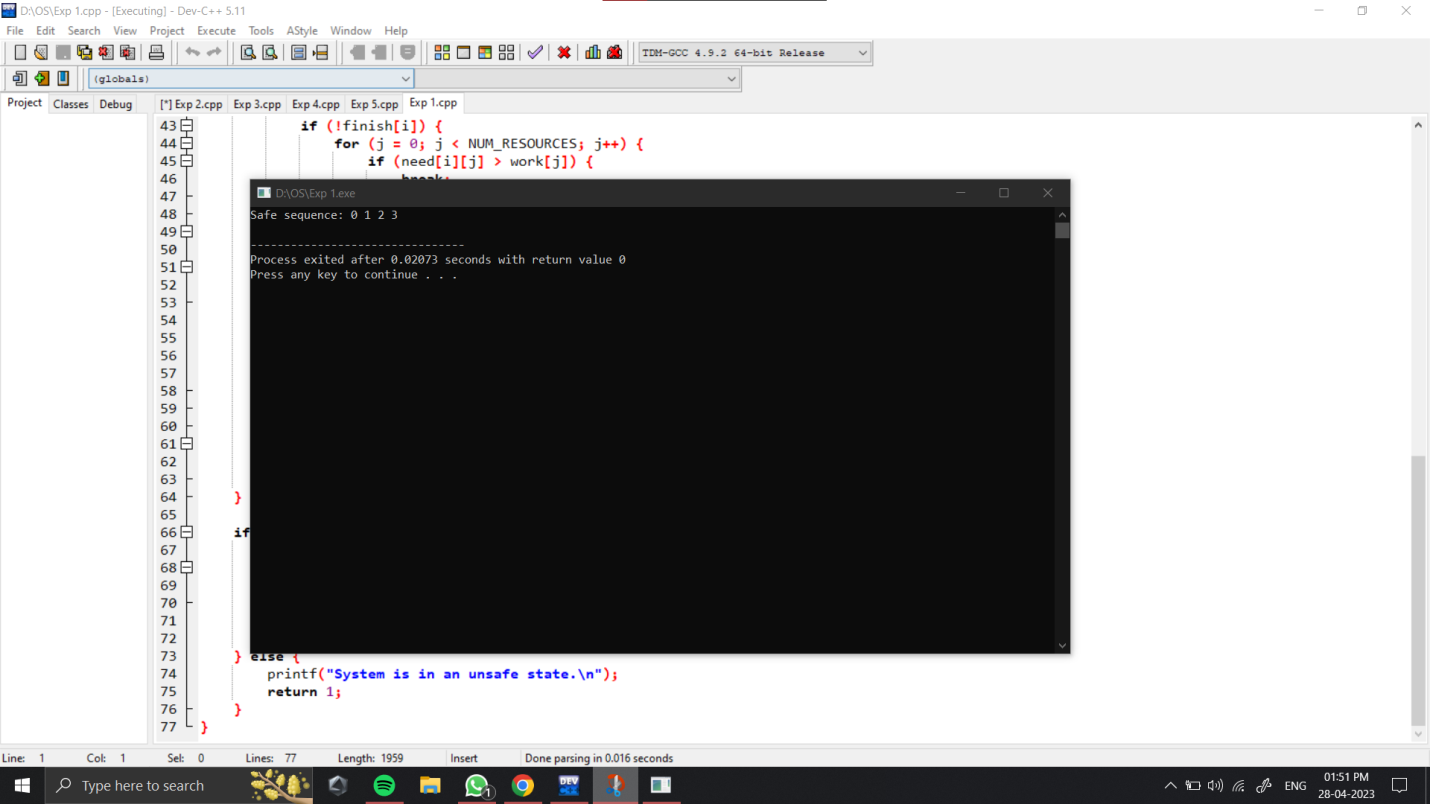 D:\OS\Exp 1.cpp - [Executing] - Dev-C++ 5.11
File Edit Search View Project Execute Tools AStyle Window Help
TDM-GCC 4.9.2 64-bit Release
(globals)
Project Classes Debug [*] Exp 2.cpp Exp 3.cpp Exp 4.cpp Exp 5.cpp Exp 1.cpp
43 if (!finish[i]) {
44 for (j = 0; j < NUM_RESOURCES; j++) {
45 if (need[i][j] > work[j]) {
46 break;
D:\OS\Exp 1.exe
Safe sequence: 0 1 2 3
--------------------------------
Process exited after 0.02073 seconds with return value 0
Press any key to continue . . .
47
48
49
50
51
52
53
54
55
56
57
58
59
60
61
62
63
64 }
65
66 if
67
68
69
70
71
72
73 } else {
74 printf("System is in an unsafe state.\n");
75 return 1;
76 }
77 }
Line: 1 Col: 1 Sel: 0 Lines: 77 Length: 1959 Insert Done parsing in 0.016 seconds
Type here to search
1
DEV
ENG
01:51 PM
28-04-2023